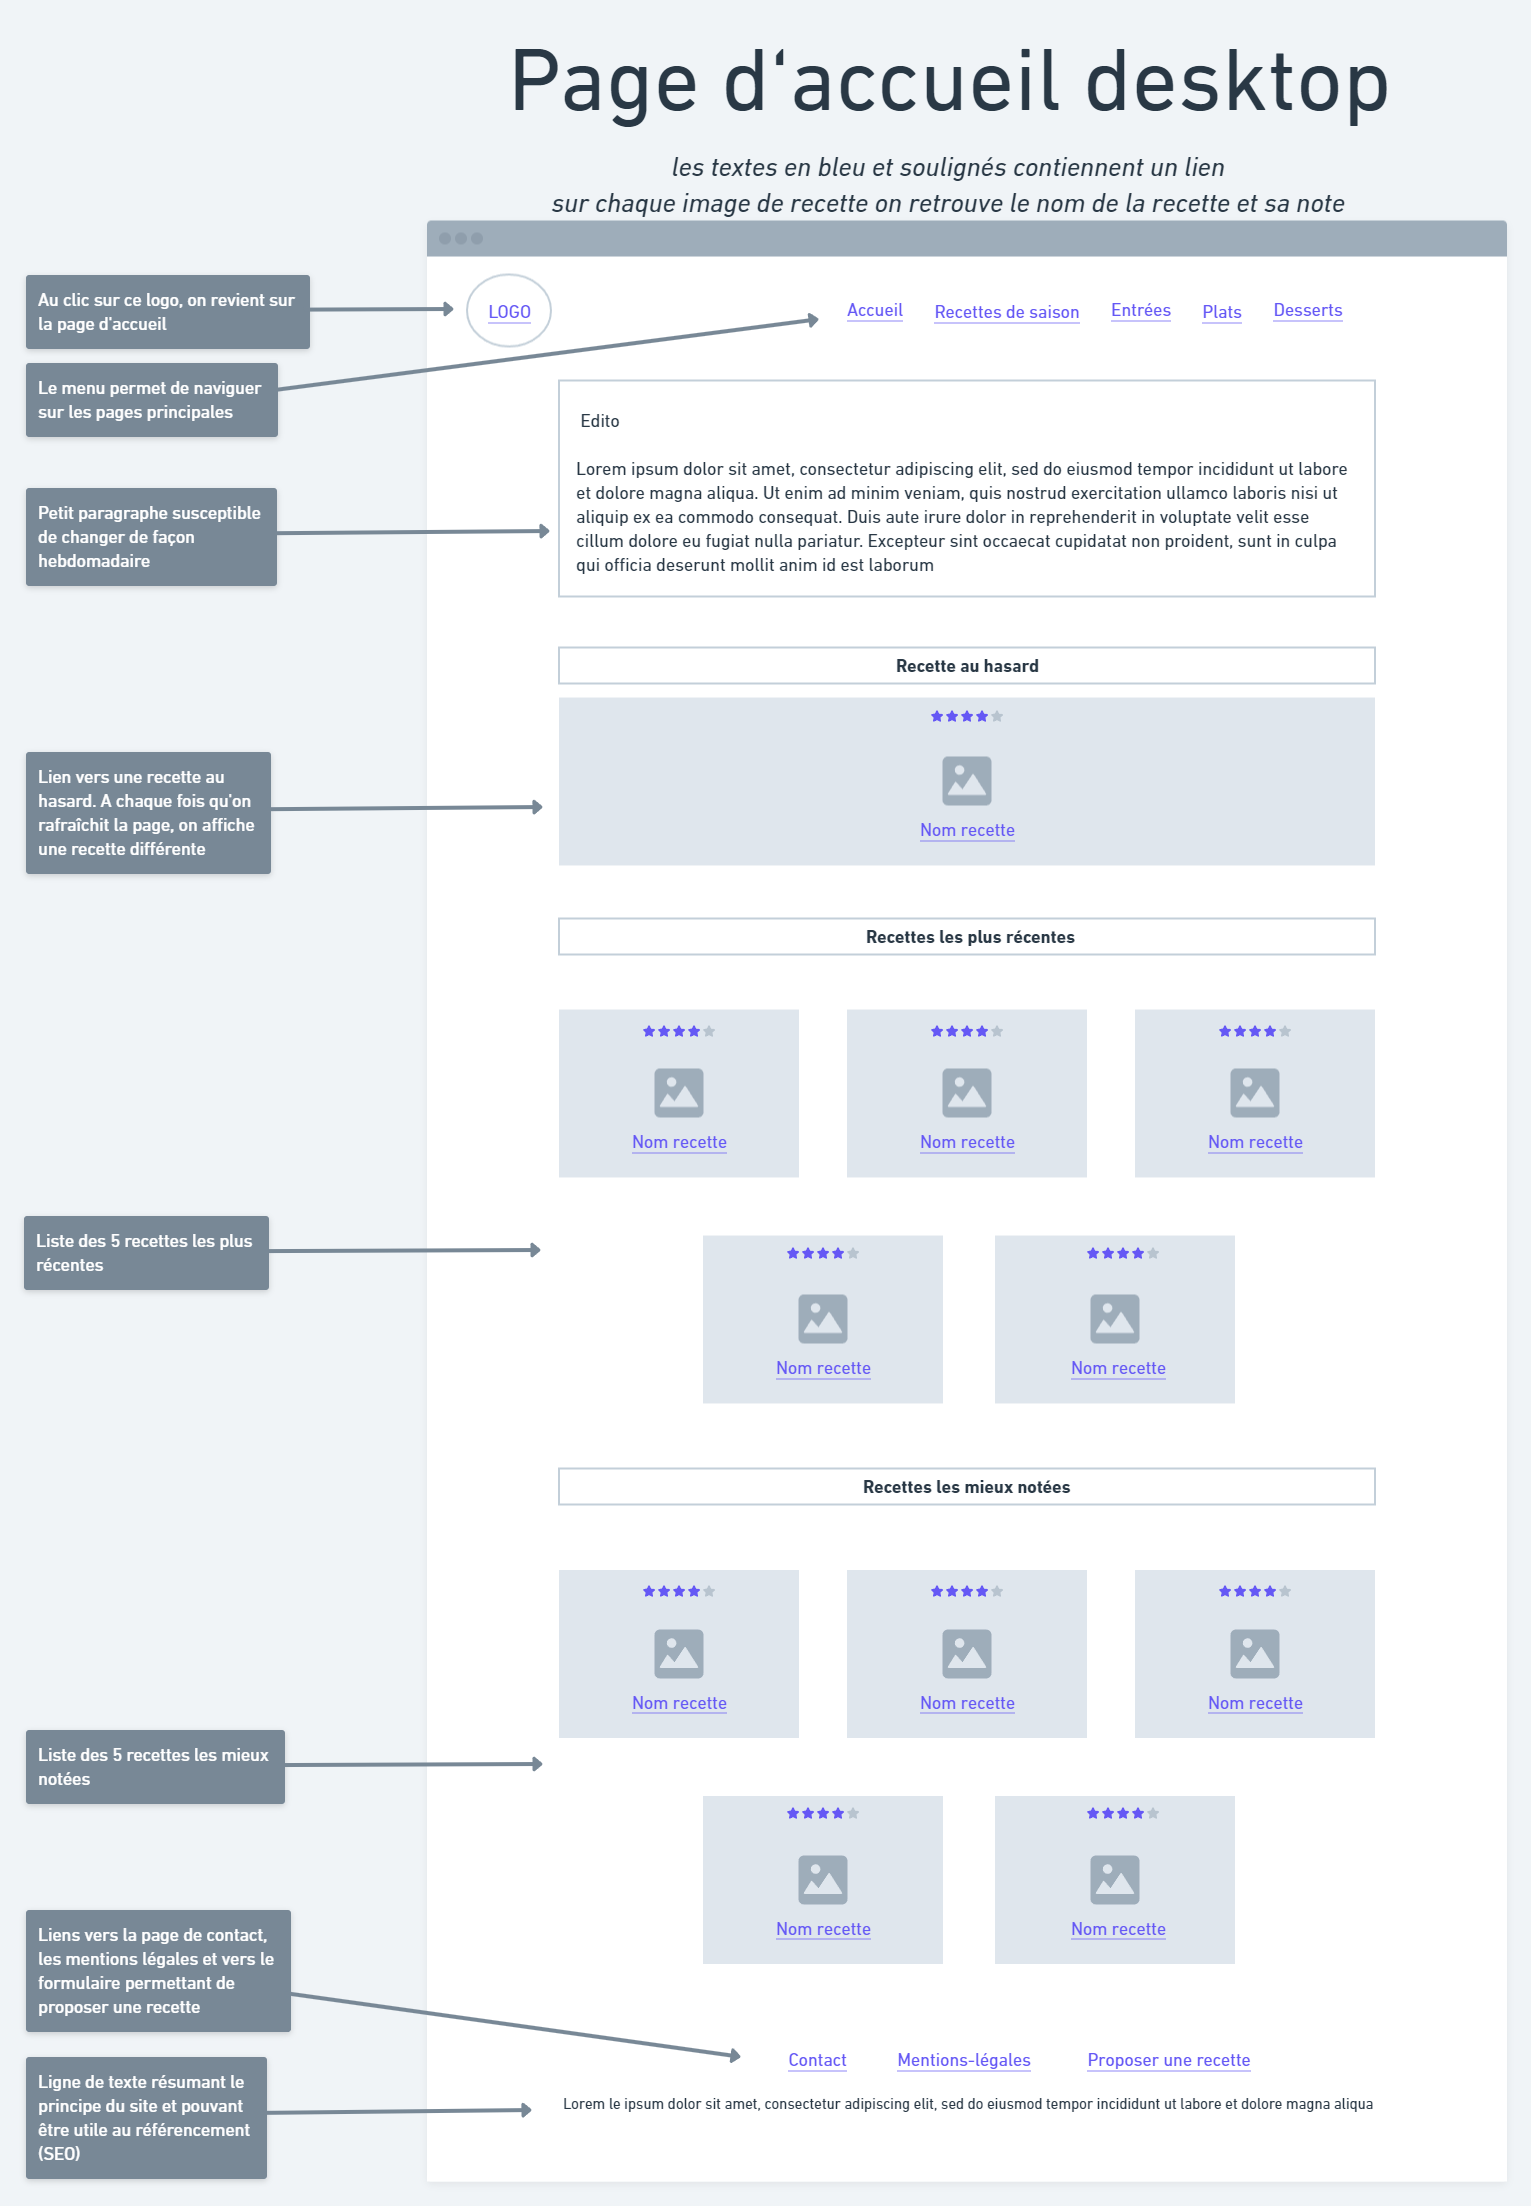 Page d‘accueil desktop
les textes en bleu et soulignés contiennent un lien
sur chaque image de recette on retrouve le nom de la recette et sa note
Au clic sur ce logo, on revient sur
la page d'accueil
LOGO
Accueil
Recettes de saison
Entrées
Plats
Desserts
Le menu permet de naviguer
sur les pages principales
Edito
Lorem ipsum dolor sit amet, consectetur adipiscing elit, sed do eiusmod tempor incididunt ut labore
et dolore magna aliqua. Ut enim ad minim veniam, quis nostrud exercitation ullamco laboris nisi ut
aliquip ex ea commodo consequat. Duis aute irure dolor in reprehenderit in voluptate velit esse
cillum dolore eu fugiat nulla pariatur. Excepteur sint occaecat cupidatat non proident, sunt in culpa
qui officia deserunt mollit anim id est laborum
Petit paragraphe susceptible
de changer de façon
hebdomadaire
Recette au hasard
Nom recette
Lien vers une recette au
hasard. A chaque fois qu'on
rafraîchit la page, on affiche
une recette différente
Recettes les plus récentes
Nom recette
Nom recette
Nom recette
Liste des 5 recettes les plus
récentes
Nom recette
Nom recette
Recettes les mieux notées
Nom recette
Nom recette
Nom recette
Liste des 5 recettes les mieux
notées
Nom recette
Nom recette
Liens vers la page de contact,
les mentions légales et vers le
formulaire permettant de
proposer une recette
Contact
Mentions-légales
Proposer une recette
Ligne de texte résumant le
principe du site et pouvant
être utile au référencement
(SEO)
Lorem le ipsum dolor sit amet, consectetur adipiscing elit, sed do eiusmod tempor incididunt ut labore et dolore magna aliqua